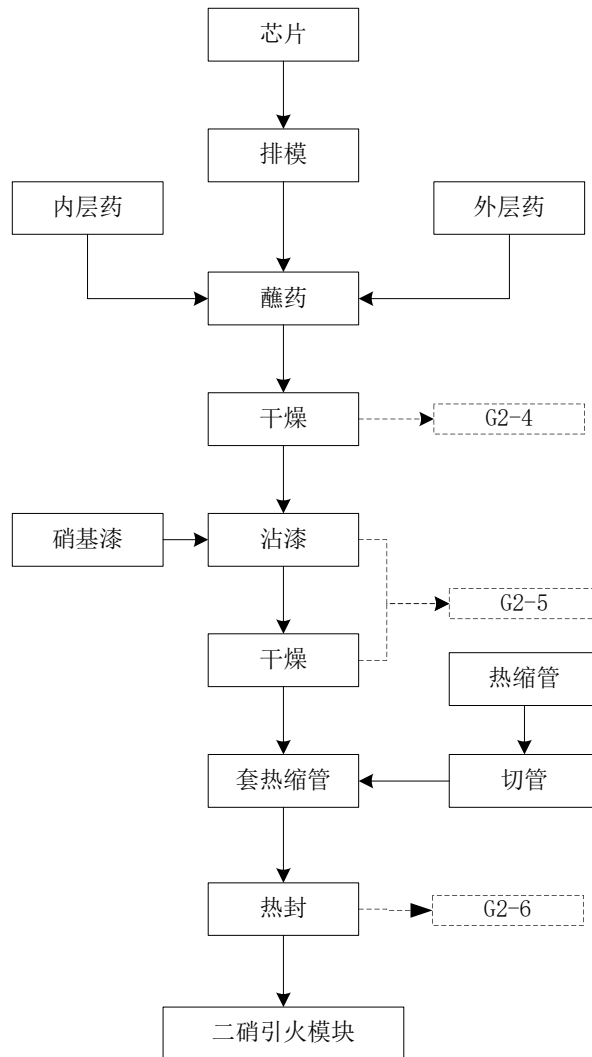 芯片
排模
内层药
外层药
蘸药
干燥
G2-4
硝基漆
沾漆
G2-5
干燥
热缩管
套热缩管
切管
热封
G2-6
二硝引火模块